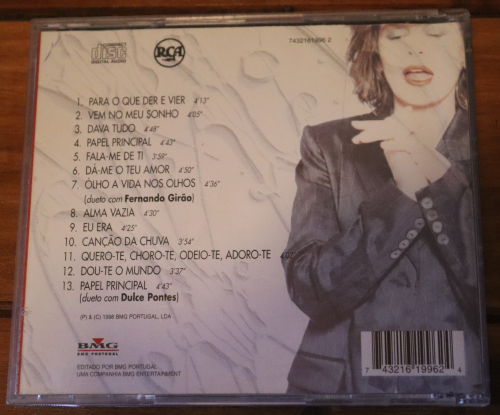 COMPACT disc DIGITAL AUDIO
RCA
7432161996 2
1. PARA O QUE DER E VIER 4'13"
2. VEM NO MEU SONHO 4'05"
3. DAVA TUDO 4'48"
4. PAPEL PRINCIPAL 4'43"
5. FALA-ME DE TI 3'59"
6. DÁ-ME O TEU AMOR 4'50"
7. OLHO A VIDA NOS OLHOS 4'36"
(dueto com Fernando Girão)
8. ALMA VAZIA 4'30"
9. EU ERA 4'25"
10. CANÇÃO DA CHUVA 3'54"
11. QUERO-TE, CHORO-TE, ODEIO-TE, ADORO-TE
12. DOU-TE O MUNDO 3'37"
13. PAPEL PRINCIPAL 4'43"
(dueto com Dulce Pontes)
(P) & (C) 1998 BMG PORTUGAL, LDA
BMG
BMG PORTUGAL
EDITADO POR BMG PORTUGAL
UMA COMPANHIA BMG ENTERTAINMENT
7 43216 19962 4